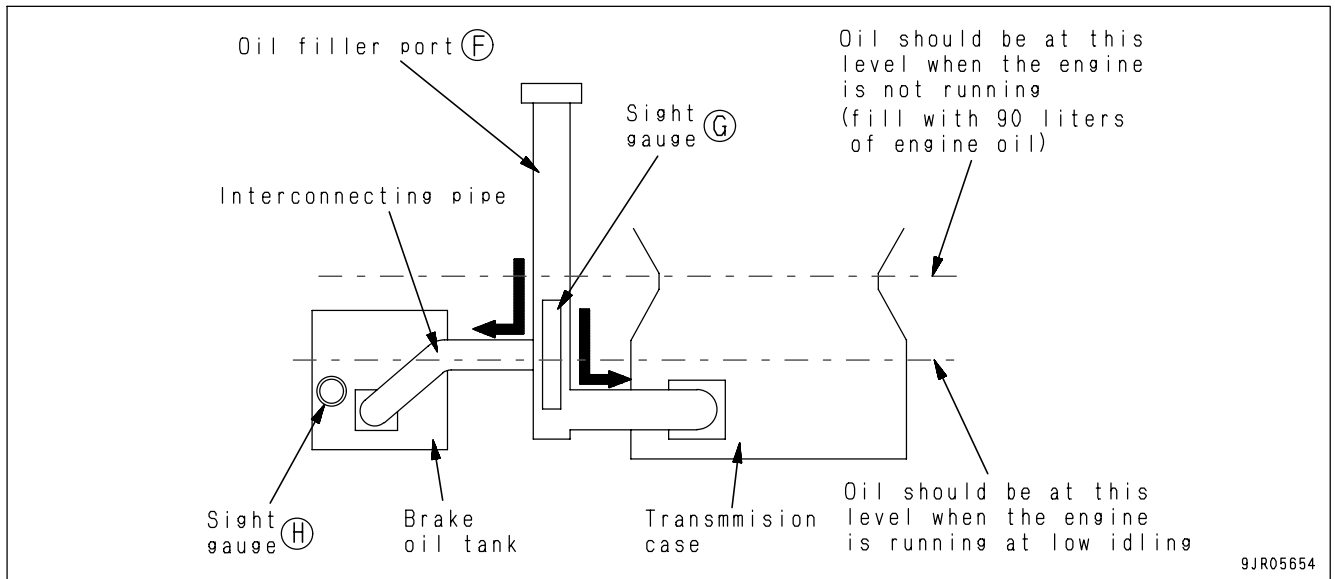 Oil filler port F
Sight
gauge G
Oil should be at this
level when the engine
is not running
(fill with 90 liters
of engine oil)
Interconnecting pipe
Sight
gauge H
Brake
oil tank
Transmmision
case
Oil should be at this
level when the engine
is running at low idling
9JR05654